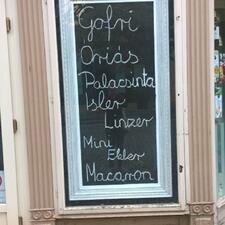 Gofri
Óriás
Palacsinta
Isler
Linzer
Mini
Ekler
Macaron